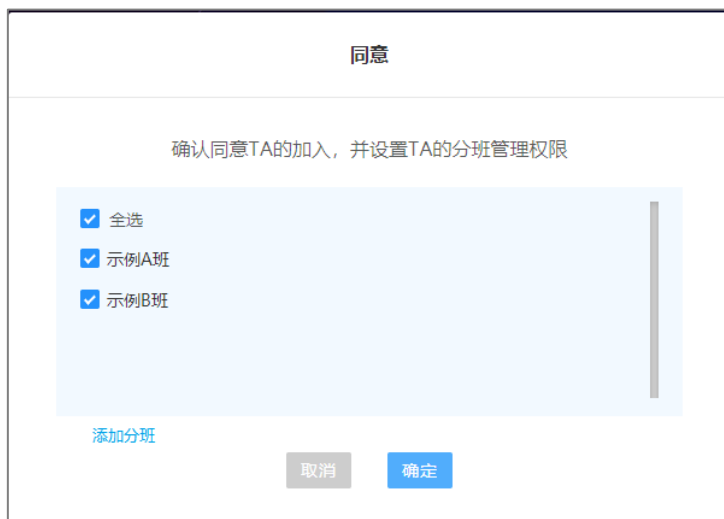 同意
确认同意TA的加入，并设置TA的分班管理权限
全选
示例A班
示例B班
添加分班
取消 确定